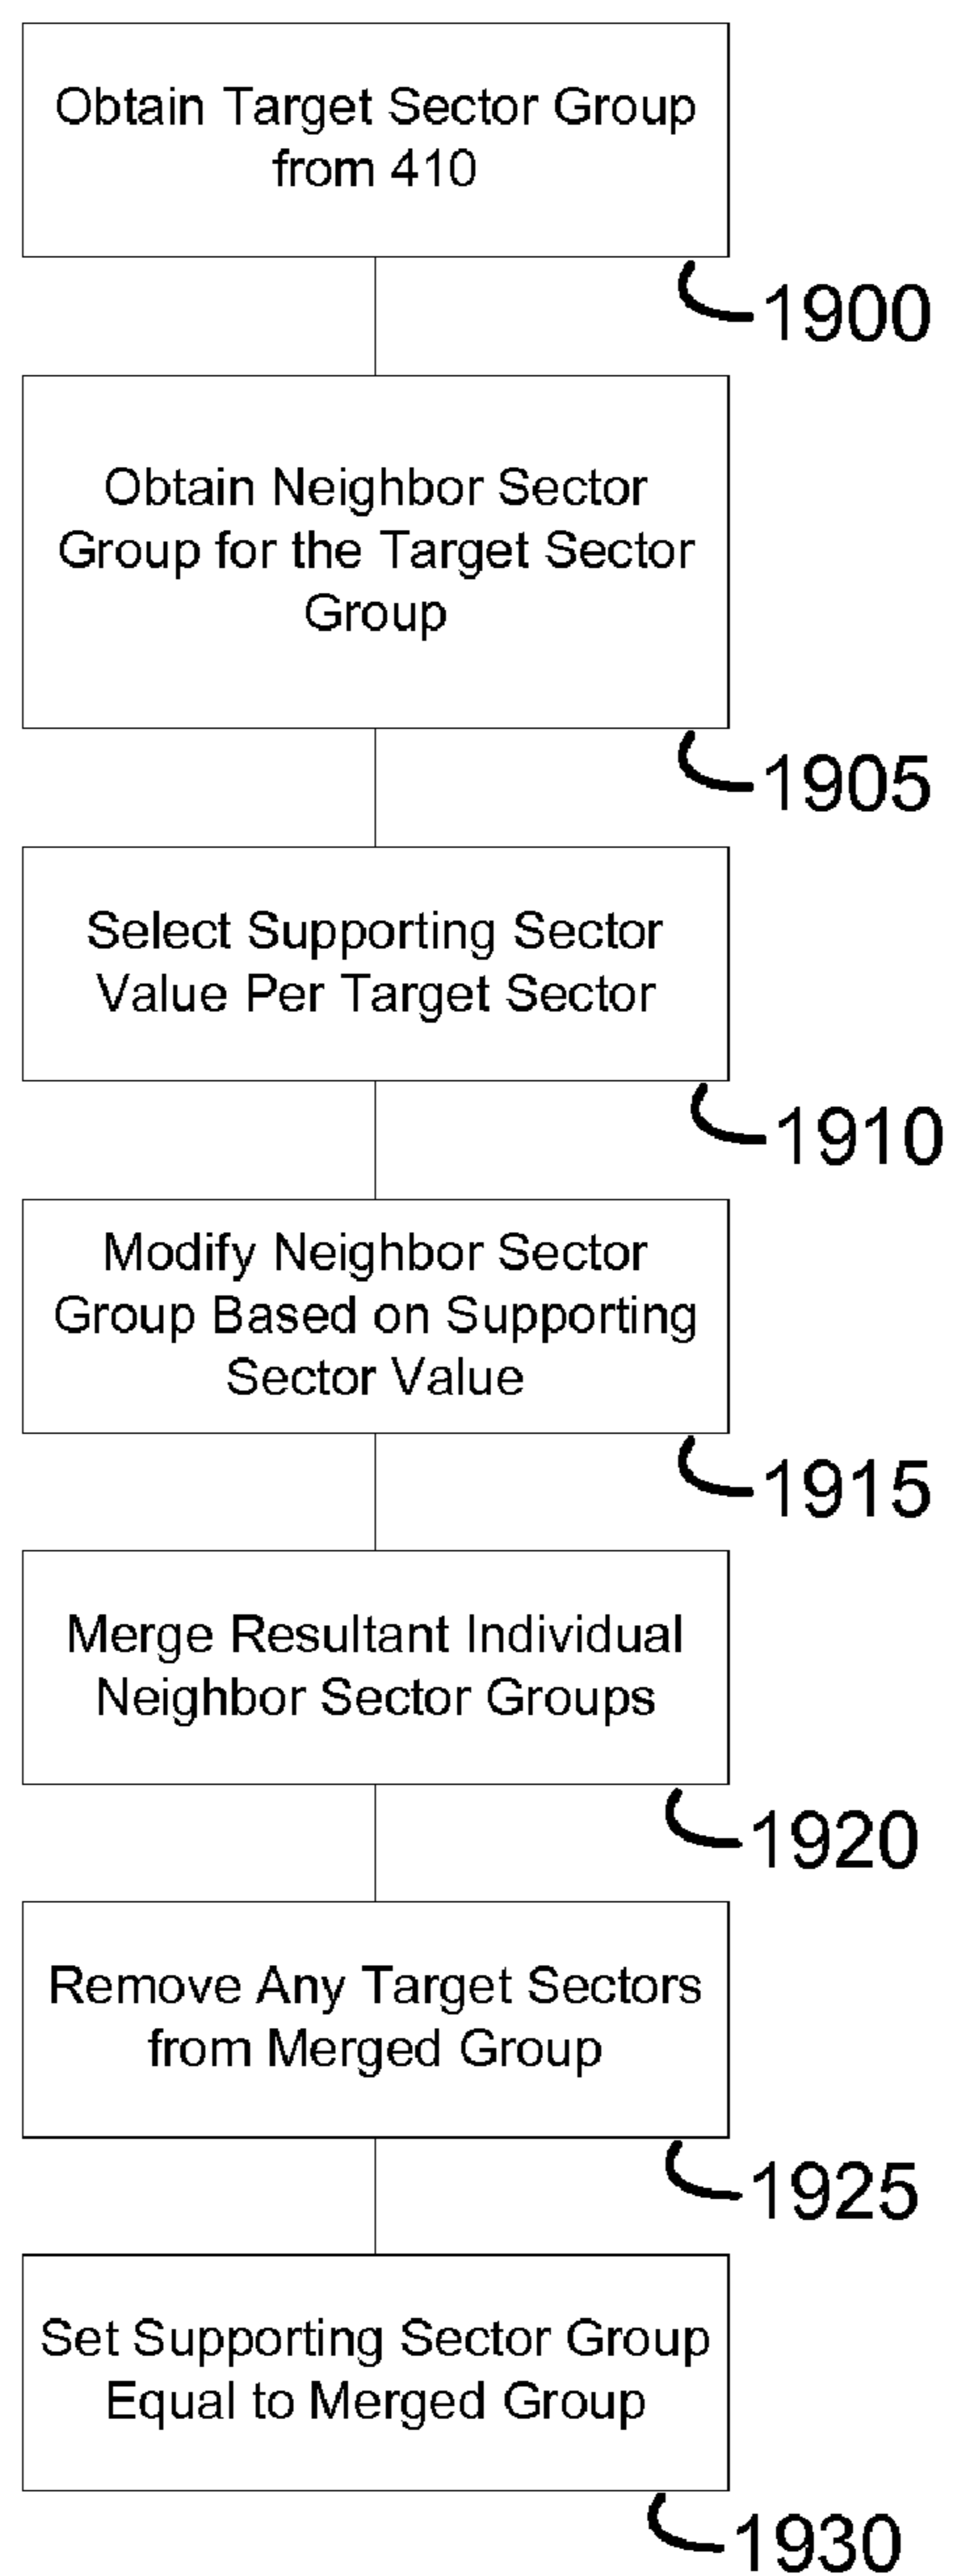 Obtain Target Sector Group
from 410
1900
Obtain Neighbor Sector
Group for the Target Sector
Group
1905
Select Supporting Sector
Value Per Target Sector
1910
Modify Neighbor Sector
Group Based on Supporting
Sector Value
1915
Merge Resultant Individual
Neighbor Sector Groups
1920
Remove Any Target Sectors
from Merged Group
1925
Set Supporting Sector Group
Equal to Merged Group
1930